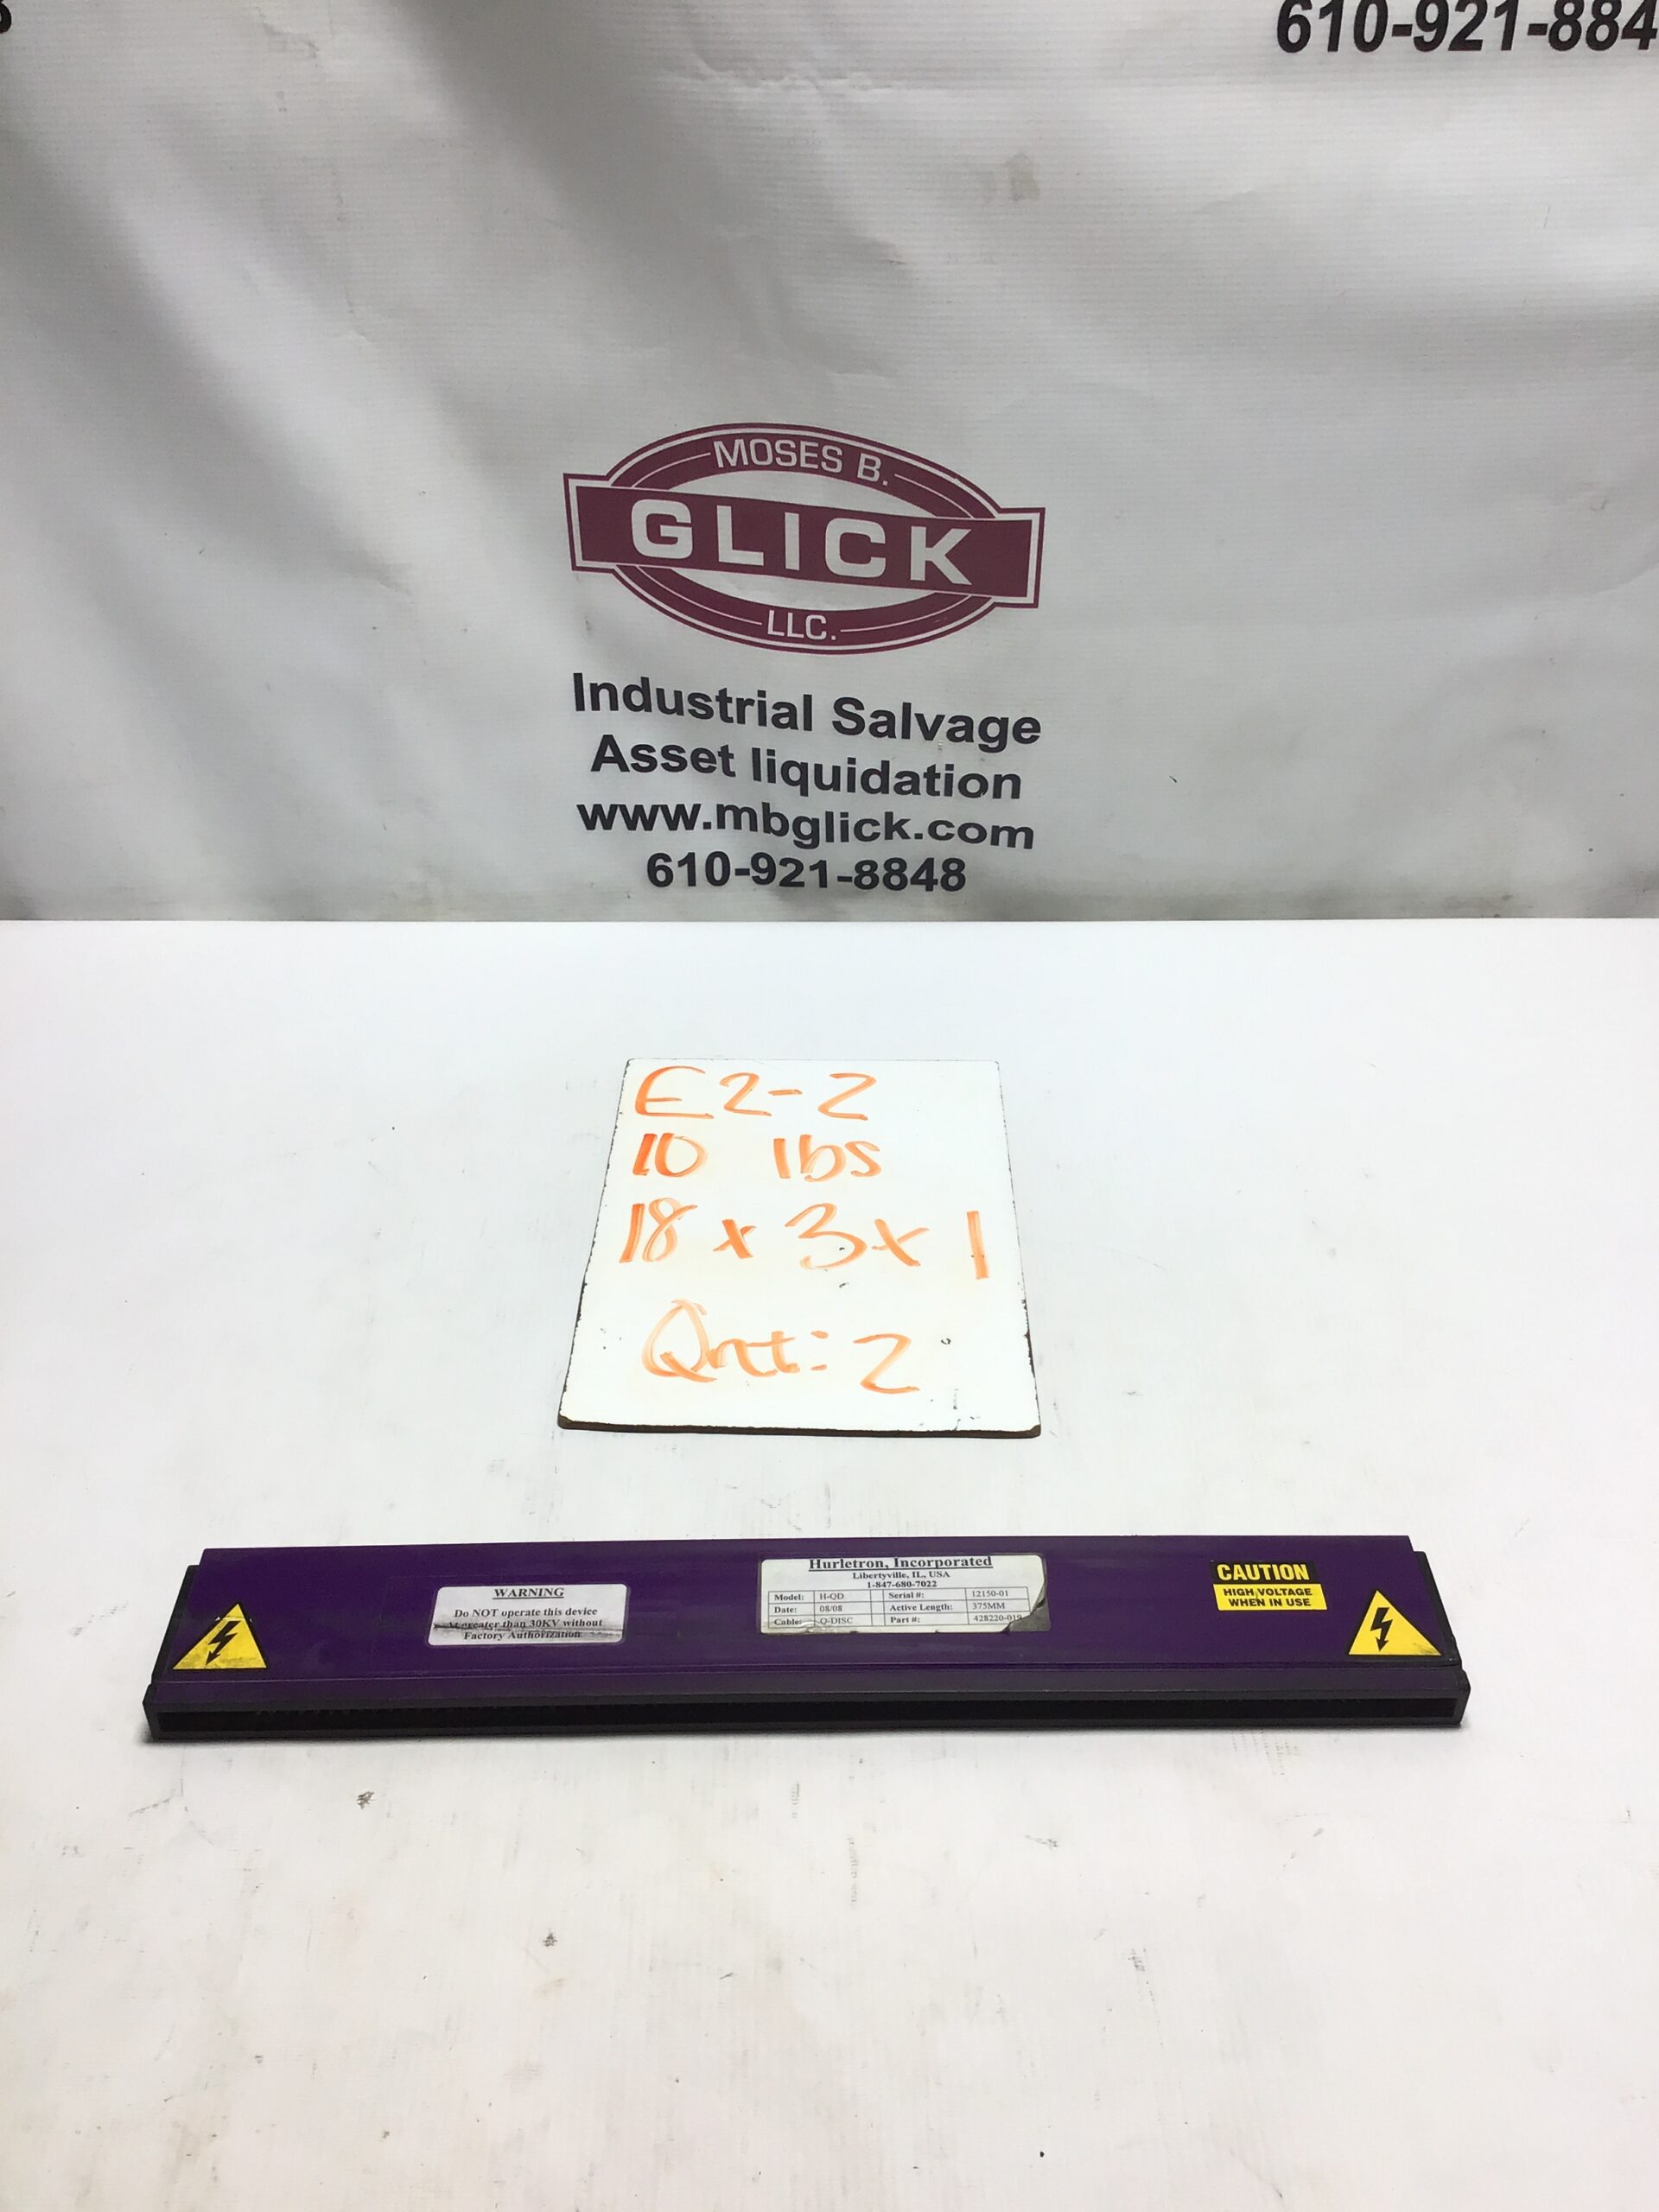 610-921-884
MOSES B.
GLICK
LLC.
Industrial Salvage
Asset liquidation
www.mbglick.com
610-921-8848
E2-2
10 lbs
18 x 3 x 1
Qnt: 2
WARNING
Do NOT operate this device
At greater than 30KV without
Factory Authorization
Hurletron, Incorporated
Libertyville, IL, USA
1-847-680-7022
Model: H-QD Serial #: 12150-01
Date: 08/08 Active Length: 375MM
Cable: Q-DISC Part #: 428220-019
CAUTION
HIGH VOLTAGE
WHEN IN USE